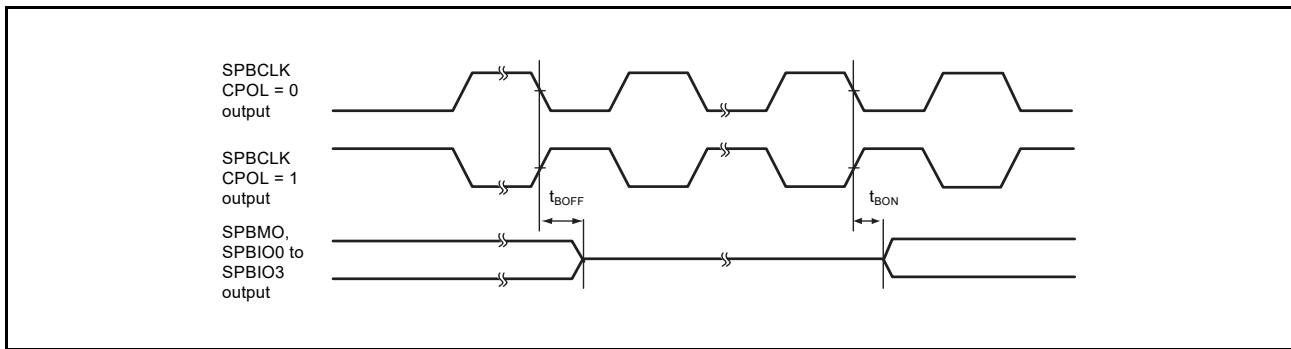 SPBCLK
CPOL = 0
output
SPBCLK
CPOL = 1
output
tBOFF
tBON
SPBMO,
SPBIO0 to
SPBIO3
output